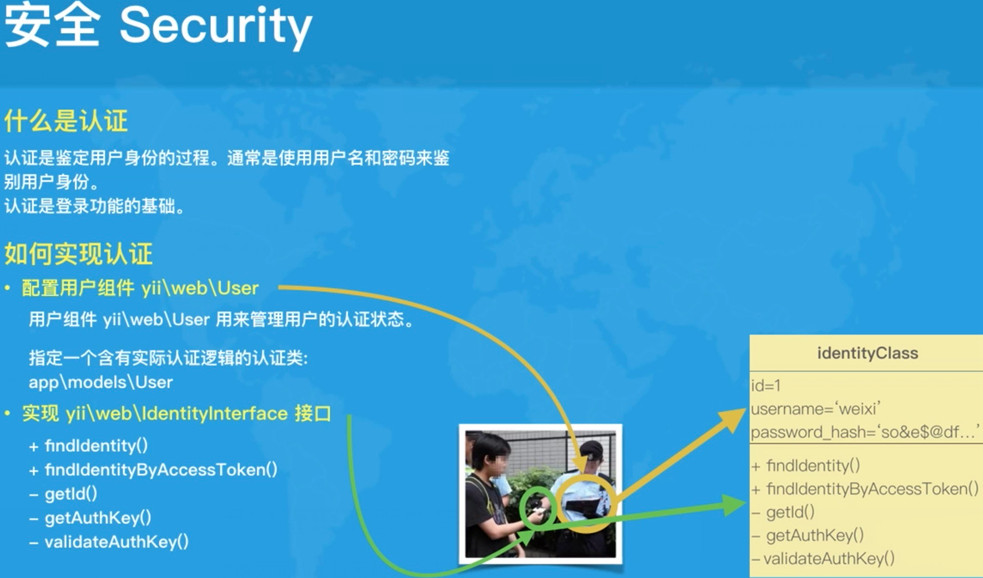 安全 Security
什么是认证
认证是鉴定用户身份的过程。通常是使用用户名和密码来鉴
别用户身份。
认证是登录功能的基础。
如何实现认证
• 配置用户组件 yii\web\User
用户组件 yii\web\User 用来管理用户的认证状态。
指定一个含有实际认证逻辑的认证类:
app\models\User
• 实现 yii\web\IdentityInterface 接口
+ findIdentity()
+ findIdentityByAccessToken()
– getId()
– getAuthKey()
– validateAuthKey()
identityClass
id=1
username=‘weixi’
password_hash=‘so&e$@df...’
+ findIdentity()
+ findIdentityByAccessToken()
– getId()
– getAuthKey()
– validateAuthKey()